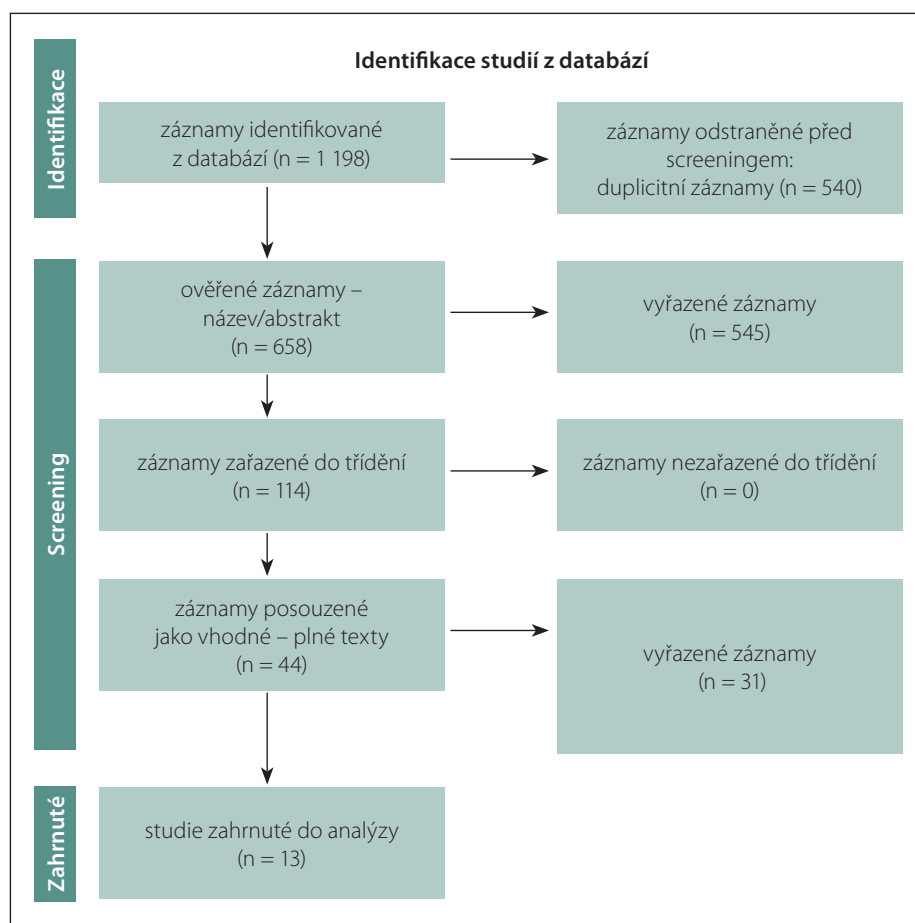 Identifikace studií z databází
Identifikace
záznamy identifikované
z databází (n = 1 198)
záznamy odstraněné před
screeningem:
duplicitní záznamy (n = 540)
Screening
ověřené záznamy –
název/abstrakt
(n = 658)
vyřazené záznamy
(n = 545)
záznamy zařazené do třídění
(n = 114)
záznamy nezařazené do třídění
(n = 0)
záznamy posouzené
jako vhodné – plné texty
(n = 44)
vyřazené záznamy
(n = 31)
Zahrnuté
studie zahrnuté do analýzy
(n = 13)